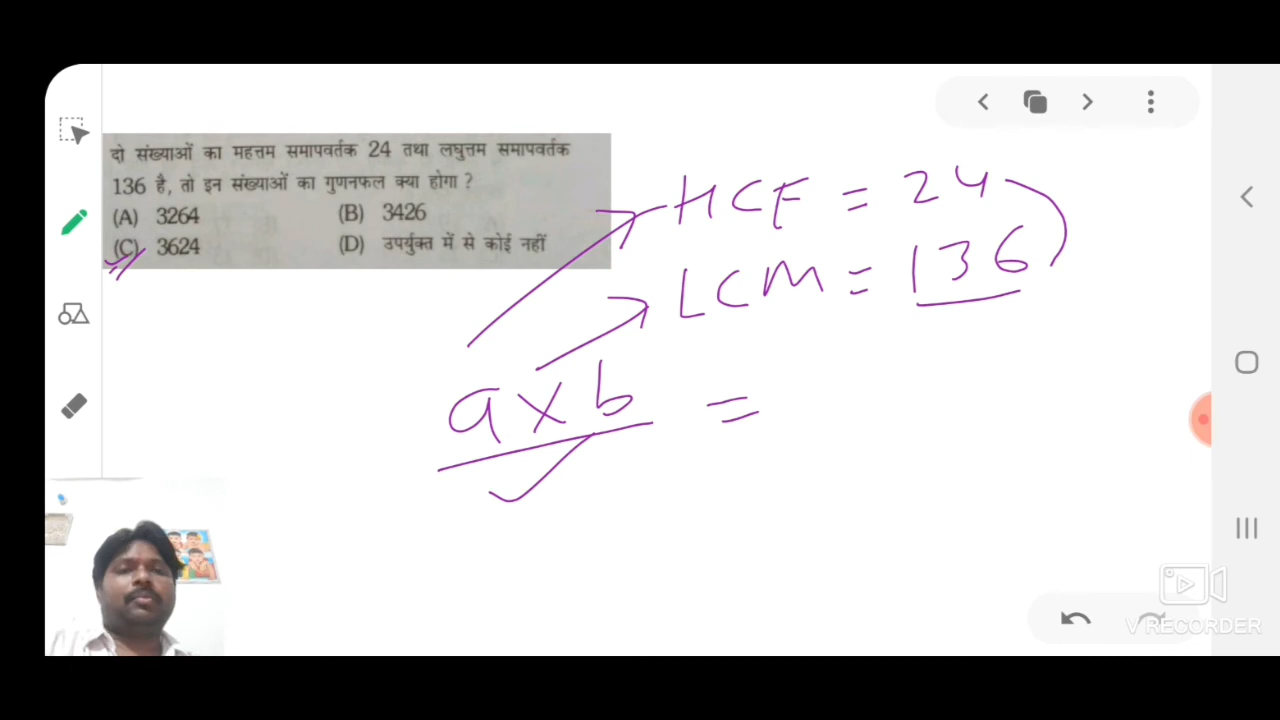 दो संख्याओं का महत्तम समापवर्तक 24 तथा लघुत्तम समापवर्तक
136 है, तो इन संख्याओं का गुणनफल क्या होगा ?
(A) 3264 (B) 3426
(C) 3624 (D) उपर्युक्त में से कोई नहीं
HCF = 24
LCM = 136
a x b =
V RECORDER